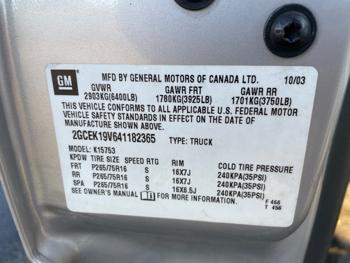 GM
MFD BY GENERAL MOTORS OF CANADA LTD. 10/03
GVWR GAWR FRT GAWR RR
2903KG(6400LB) 1780KG(3925LB) 1701KG(3750LB)
THIS VEHICLE CONFORMS TO ALL APPLICABLE U.S. FEDERAL MOTOR
VEHICLE SAFETY STANDARDS IN EFFECT ON THE DATE OF
MANUFACTURE SHOWN ABOVE.
2GCEK19V641182365 TYPE: TRUCK
MODEL: K15753
KPDW TIRE SIZE SPEED RTG RIM COLD TIRE PRESSURE
FRT P265/75R16 S 16X7J 240KPA(35PSI)
RR P265/75R16 S 16X7J 240KPA(35PSI)
SPA P265/75R16 S 16X6.5J 240KPA(35PSI)
SEE OWNER'S MANUAL FOR MORE INFORMATION.
F 466
T 456